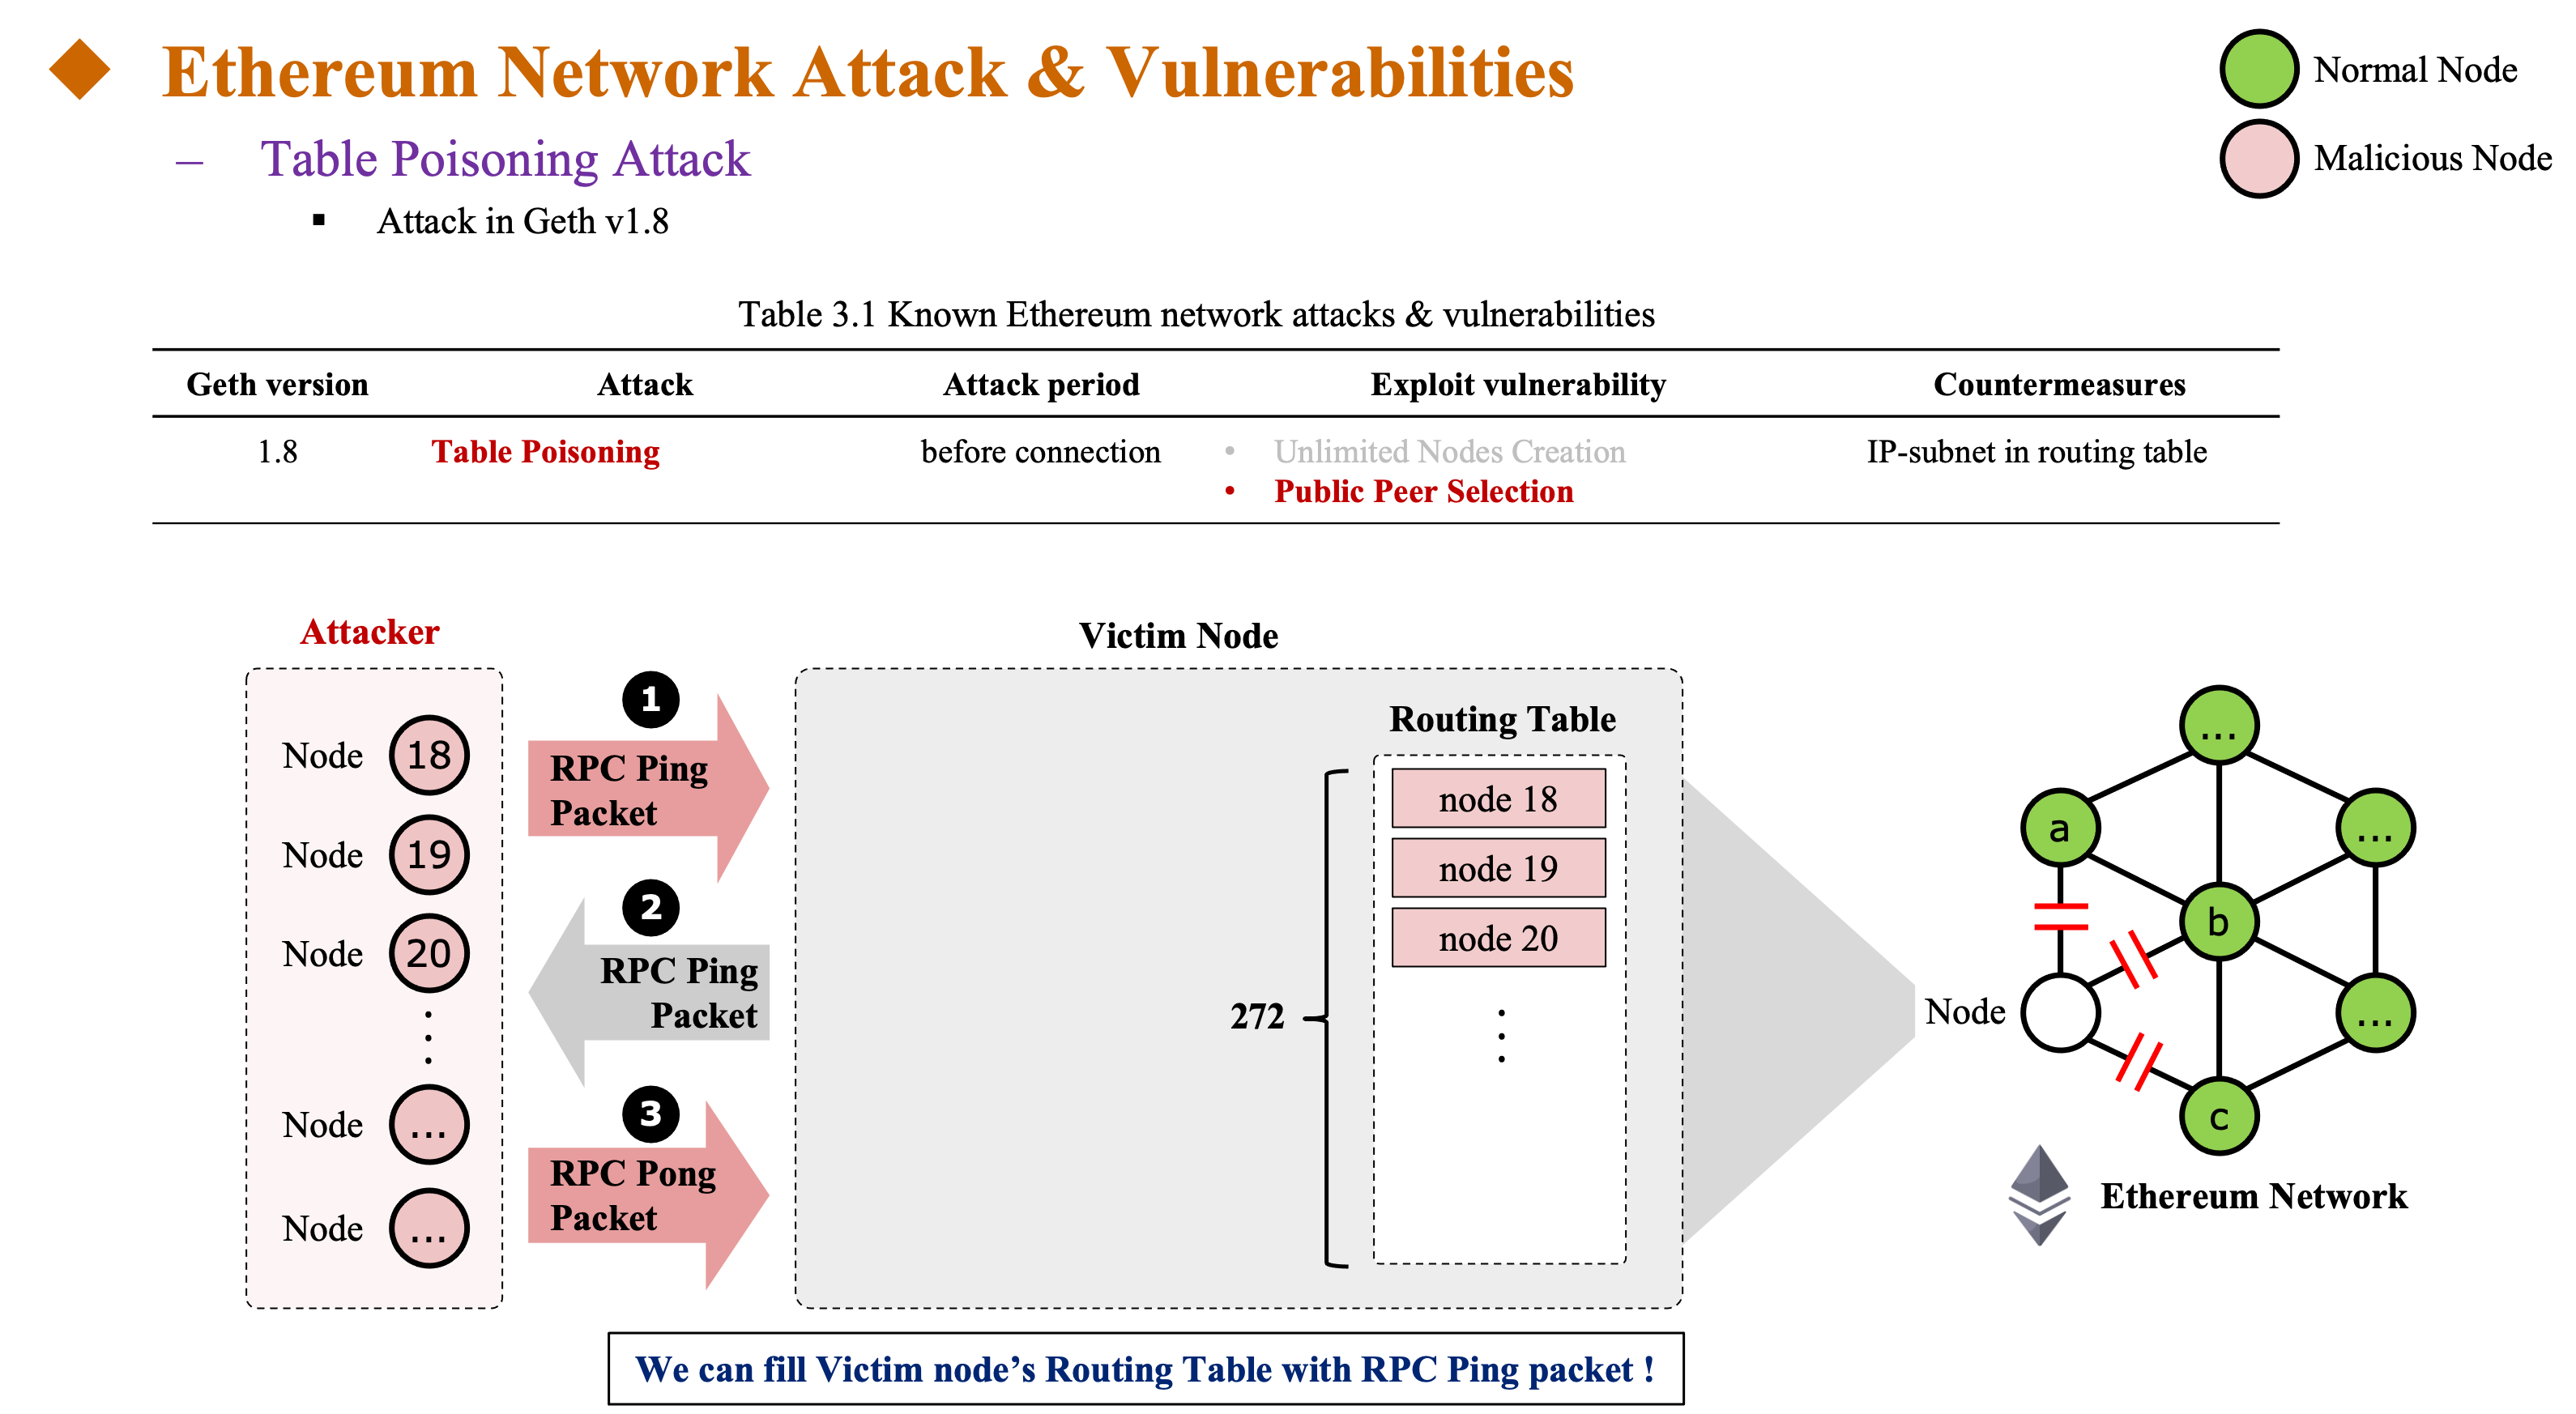 Ethereum Network Attack & Vulnerabilities
Normal Node
Malicious Node
– Table Poisoning Attack
▪ Attack in Geth v1.8
Table 3.1 Known Ethereum network attacks & vulnerabilities
Geth version Attack Attack period Exploit vulnerability Countermeasures
1.8 Table Poisoning before connection • Unlimited Nodes Creation IP-subnet in routing table
• Public Peer Selection
Attacker
Node 18
Node 19
Node 20
Node ...
Node ...
1
RPC Ping
Packet
2
RPC Ping
Packet
3
RPC Pong
Packet
Victim Node
Routing Table
node 18
node 19
node 20
272
...
a
...
b
Node
...
c
Ethereum Network
We can fill Victim node’s Routing Table with RPC Ping packet !